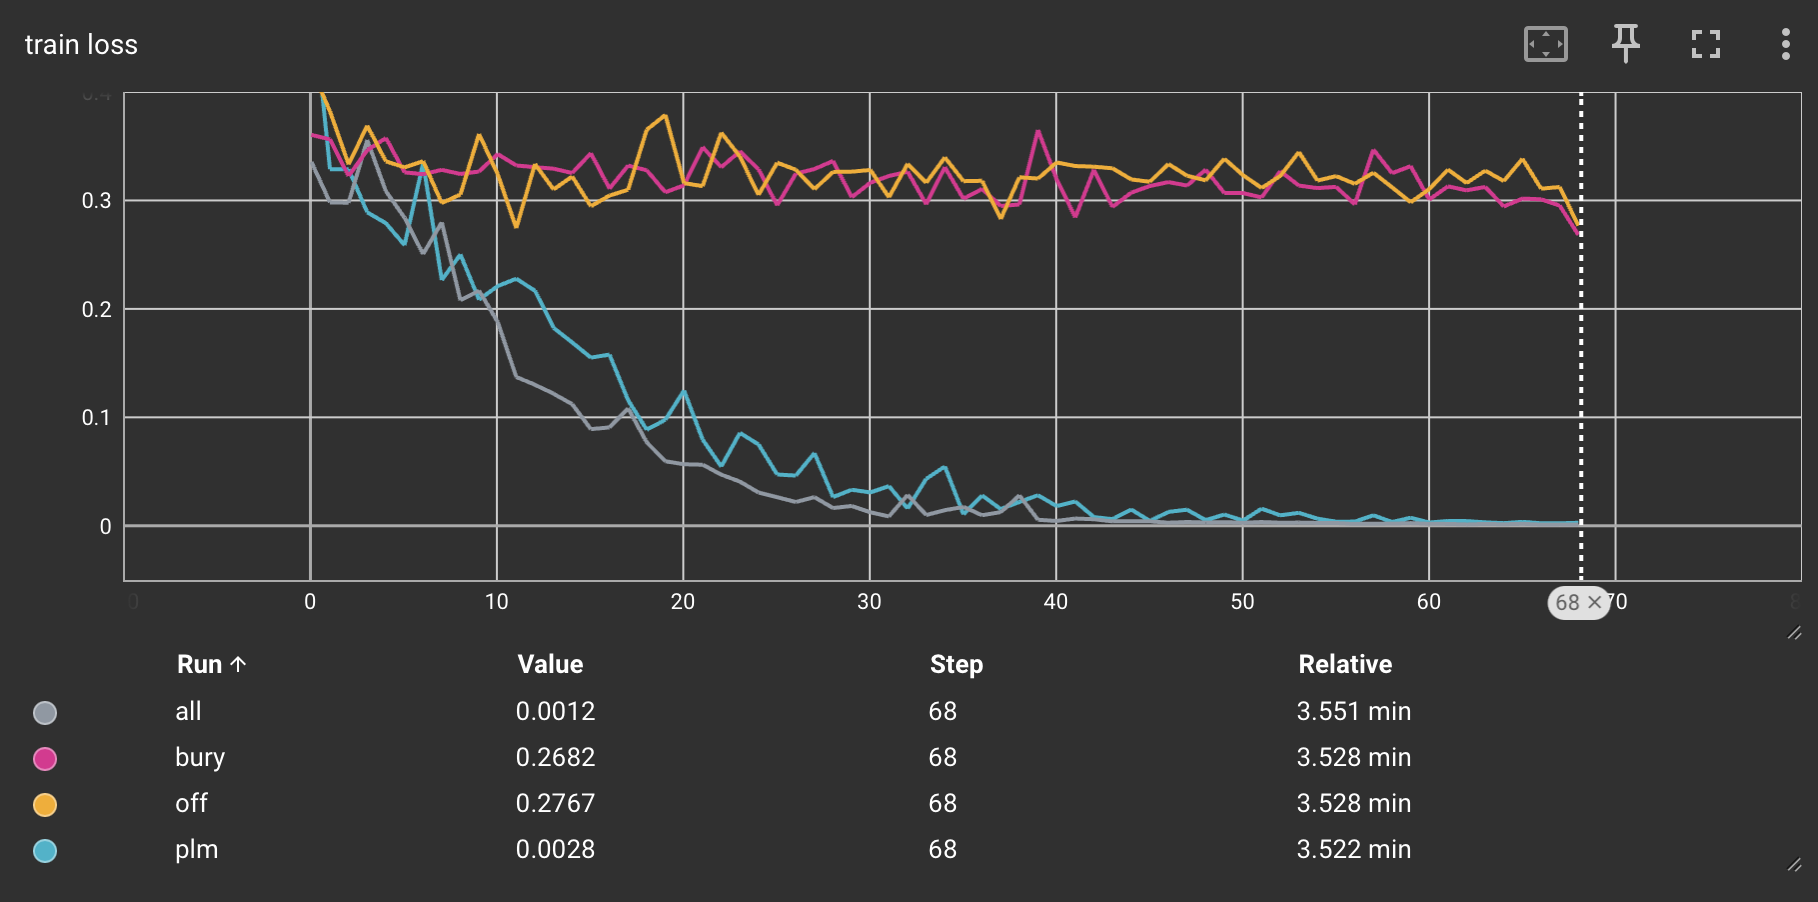 train loss
0.4
0.3
0.2
0.1
0
0 10 20 30 40 50 60 68 × 70
Run ↑ Value Step Relative
all 0.0012 68 3.551 min
bury 0.2682 68 3.528 min
off 0.2767 68 3.528 min
plm 0.0028 68 3.522 min